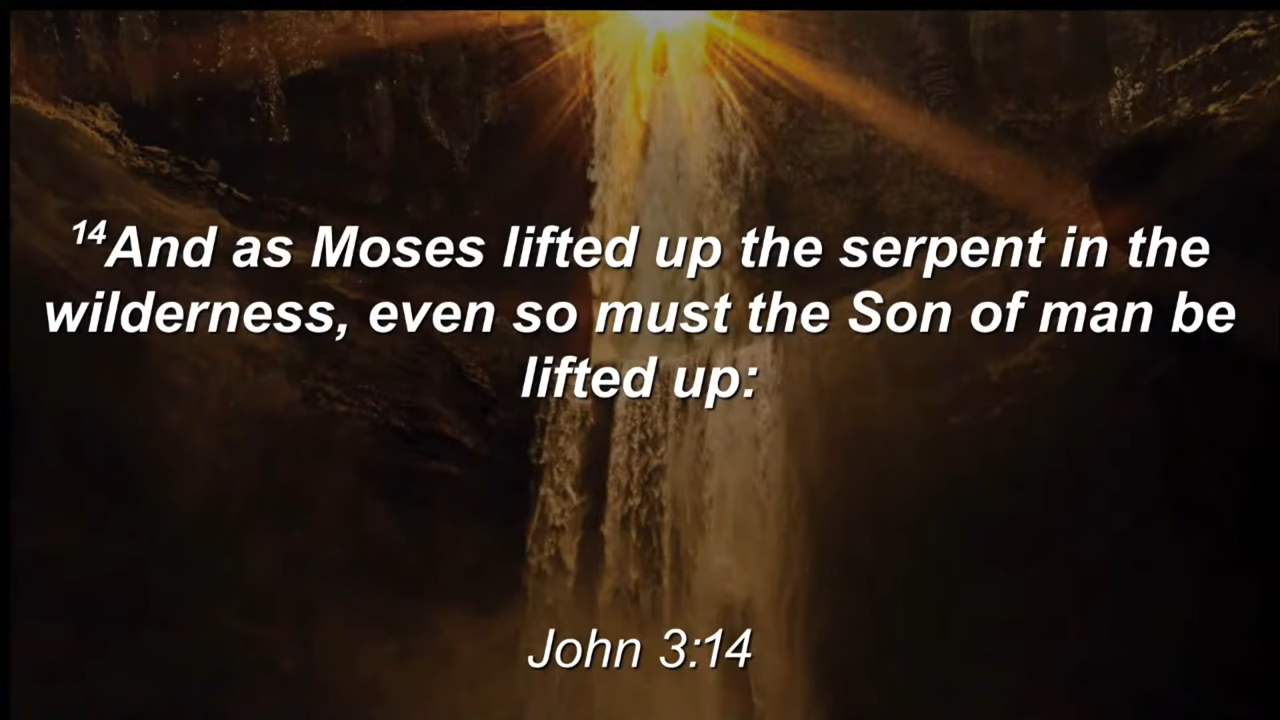 ¹⁴And as Moses lifted up the serpent in the
wilderness, even so must the Son of man be
lifted up:
John 3:14